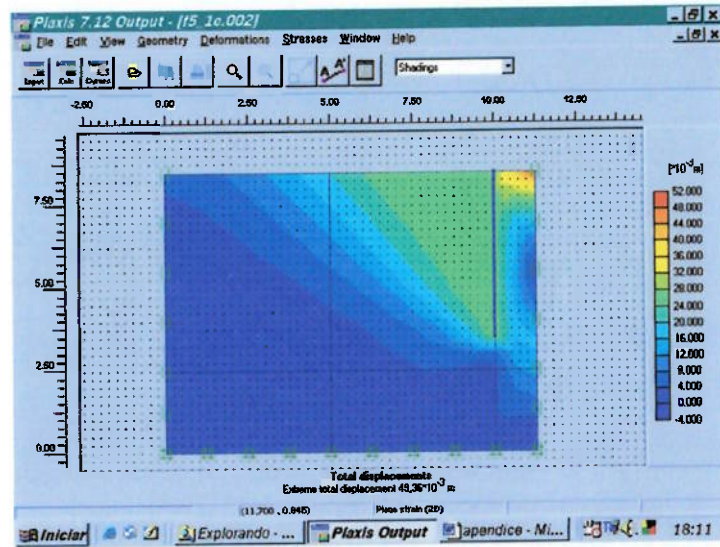 Plaxis 7.12 Output - [f5_1c.002]
File Edit View Geometry Deformations Stresses Window Help
Input Calc Curves
Shadings
-2.50 0.00 2.50 5.00 7.50 10.00 12.50
7.50
5.00
2.50
0.00
[*10⁻³m]
52.000
48.000
44.000
40.000
36.000
32.000
28.000
24.000
20.000
16.000
12.000
8.000
4.000
0.000
-4.000
Total displacements
Extreme total displacement 49,36*10⁻³ m
(11,700 , 0.845) Plane strain (2D)
Iniciar Explorando - ... Plaxis Output apendice - Mi... 18:11